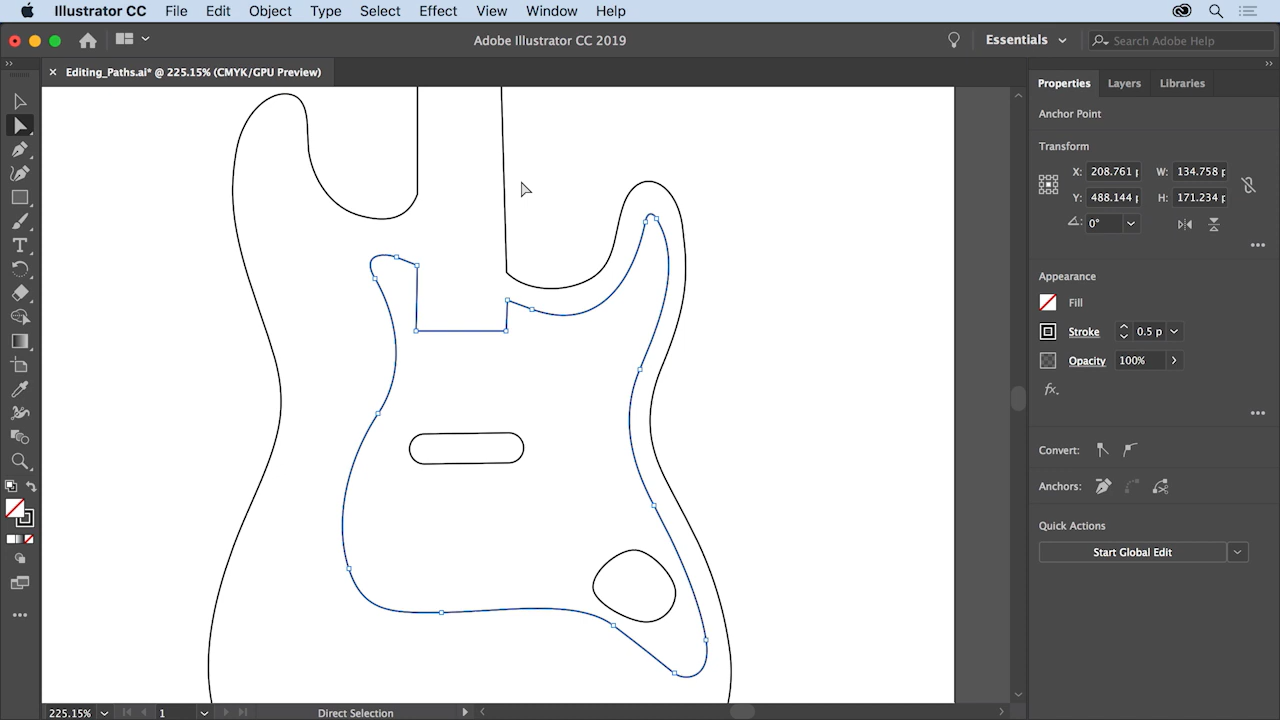 Illustrator CC File Edit Object Type Select Effect View Window Help
Adobe Illustrator CC 2019
Essentials
Search Adobe Help
× Editing_Paths.ai* @ 225.15% (CMYK/GPU Preview)
Properties Layers Libraries
Anchor Point
Transform
X: 208.761 p W: 134.758 p
Y: 488.144 p H: 171.234 p
0°
Appearance
Fill
Stroke 0.5 p
Opacity 100%
fx.
Convert:
Anchors:
Quick Actions
Start Global Edit
225.15% 1 Direct Selection